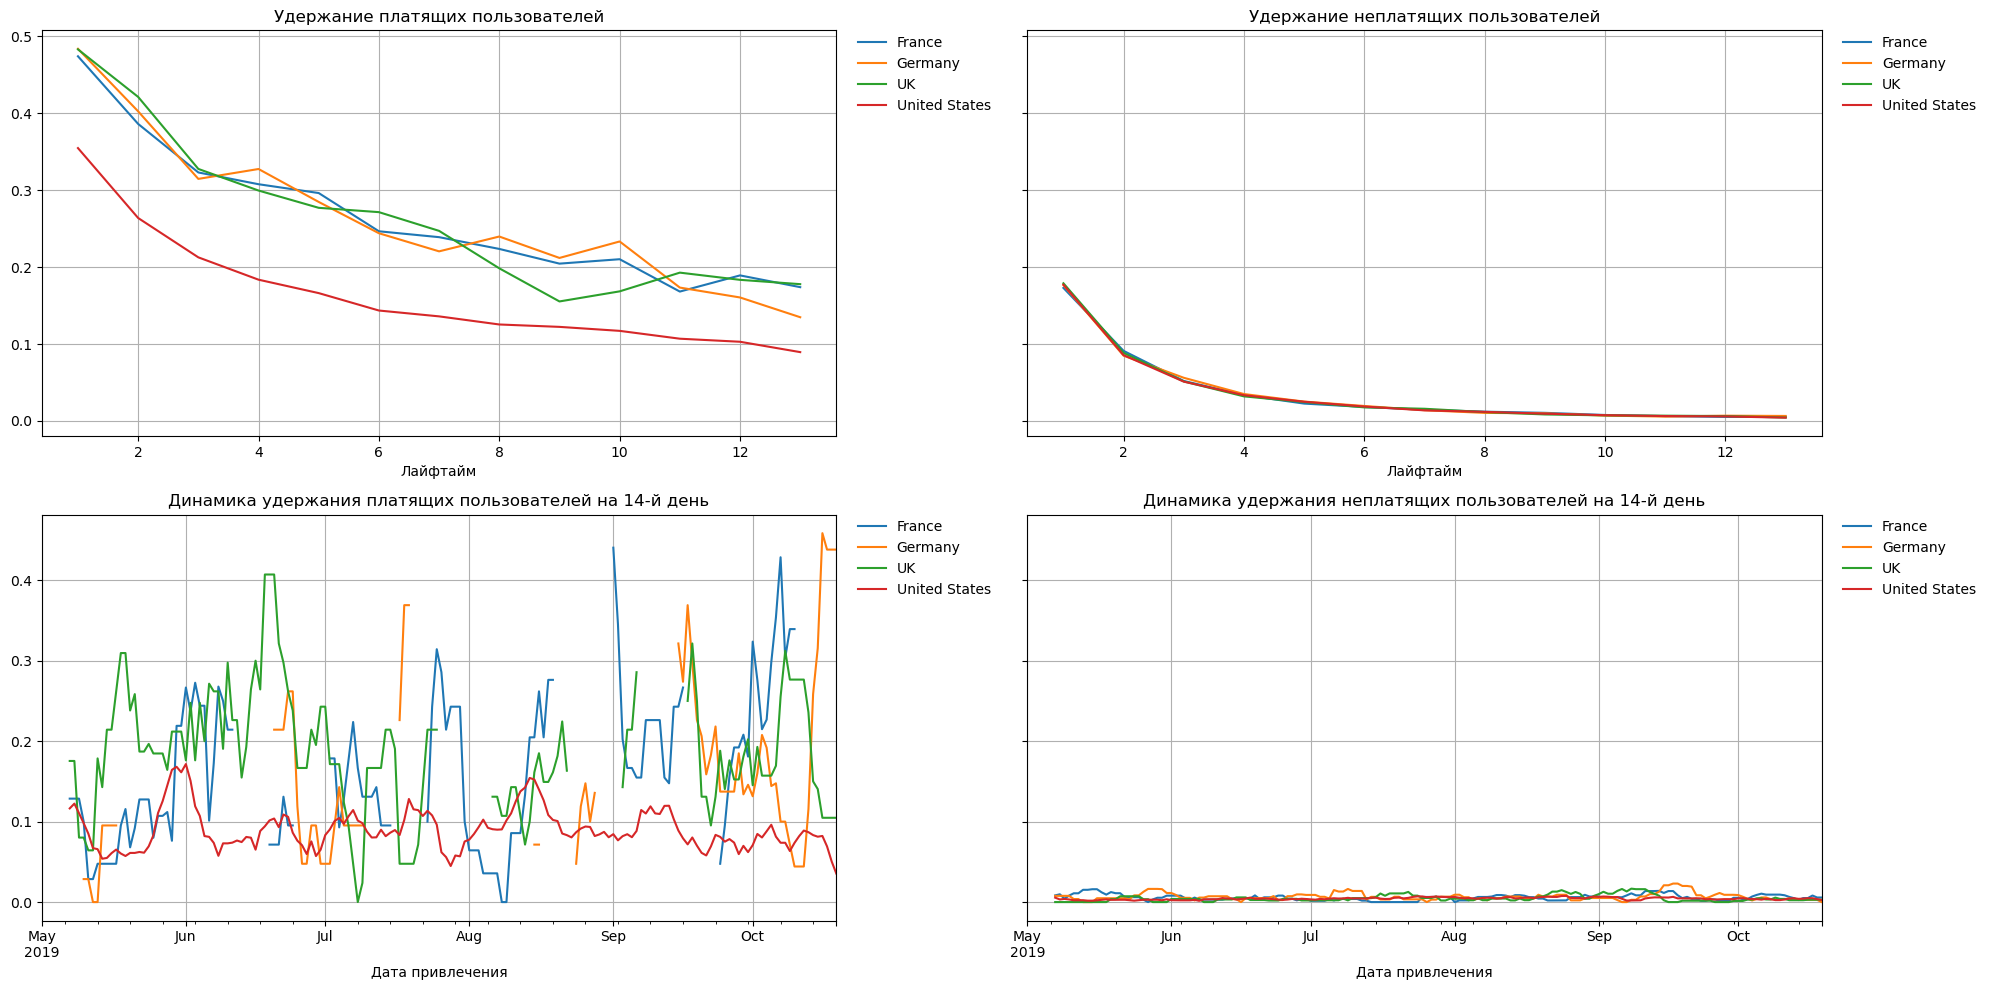 Удержание платящих пользователей
0.5
0.4
0.3
0.2
0.1
0.0
2 4 6 8 10 12
Лайфтайм
France
Germany
UK
United States
Удержание неплатящих пользователей
2 4 6 8 10 12
Лайфтайм
France
Germany
UK
United States
Динамика удержания платящих пользователей на 14-й день
0.4
0.3
0.2
0.1
0.0
May Jun Jul Aug Sep Oct
2019
Дата привлечения
France
Germany
UK
United States
Динамика удержания неплатящих пользователей на 14-й день
May Jun Jul Aug Sep Oct
2019
Дата привлечения
France
Germany
UK
United States